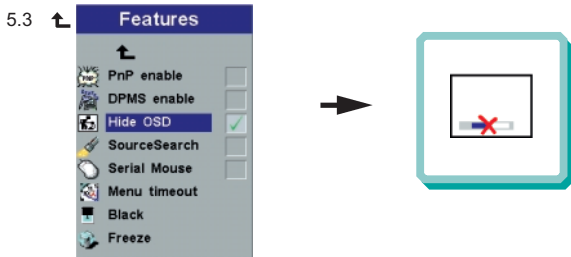 5.3
Features
PnP enable
DPMS enable
Hide OSD
SourceSearch
Serial Mouse
Menu timeout
Black
Freeze